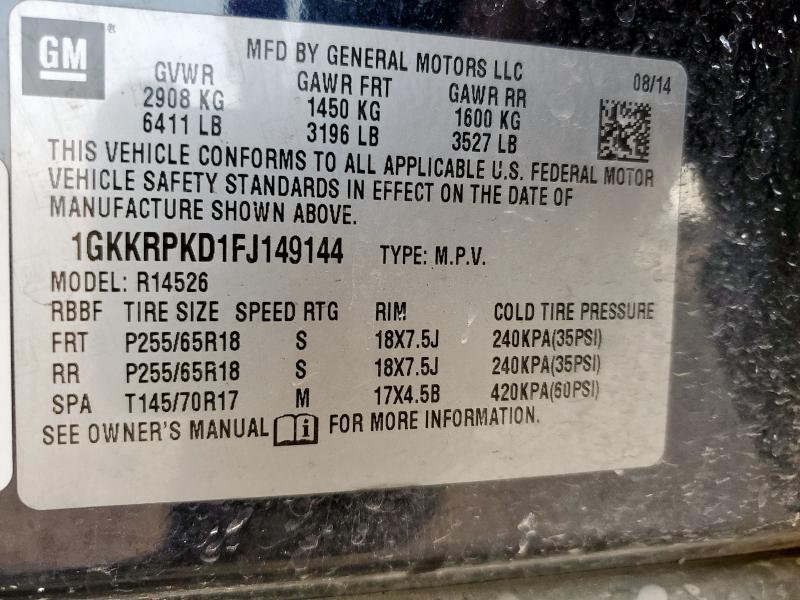 GM®
MFD BY GENERAL MOTORS LLC
08/14
GVWR GAWR FRT GAWR RR
2908 KG 1450 KG 1600 KG
6411 LB 3196 LB 3527 LB
THIS VEHICLE CONFORMS TO ALL APPLICABLE U.S. FEDERAL MOTOR
VEHICLE SAFETY STANDARDS IN EFFECT ON THE DATE OF
MANUFACTURE SHOWN ABOVE.
1GKKRPKD1FJ149144 TYPE: M.P.V.
MODEL: R14526
RBBF TIRE SIZE SPEED RTG RIM COLD TIRE PRESSURE
FRT P255/65R18 S 18X7.5J 240KPA(35PSI)
RR P255/65R18 S 18X7.5J 240KPA(35PSI)
SPA T145/70R17 M 17X4.5B 420KPA(60PSI)
SEE OWNER'S MANUAL i FOR MORE INFORMATION.